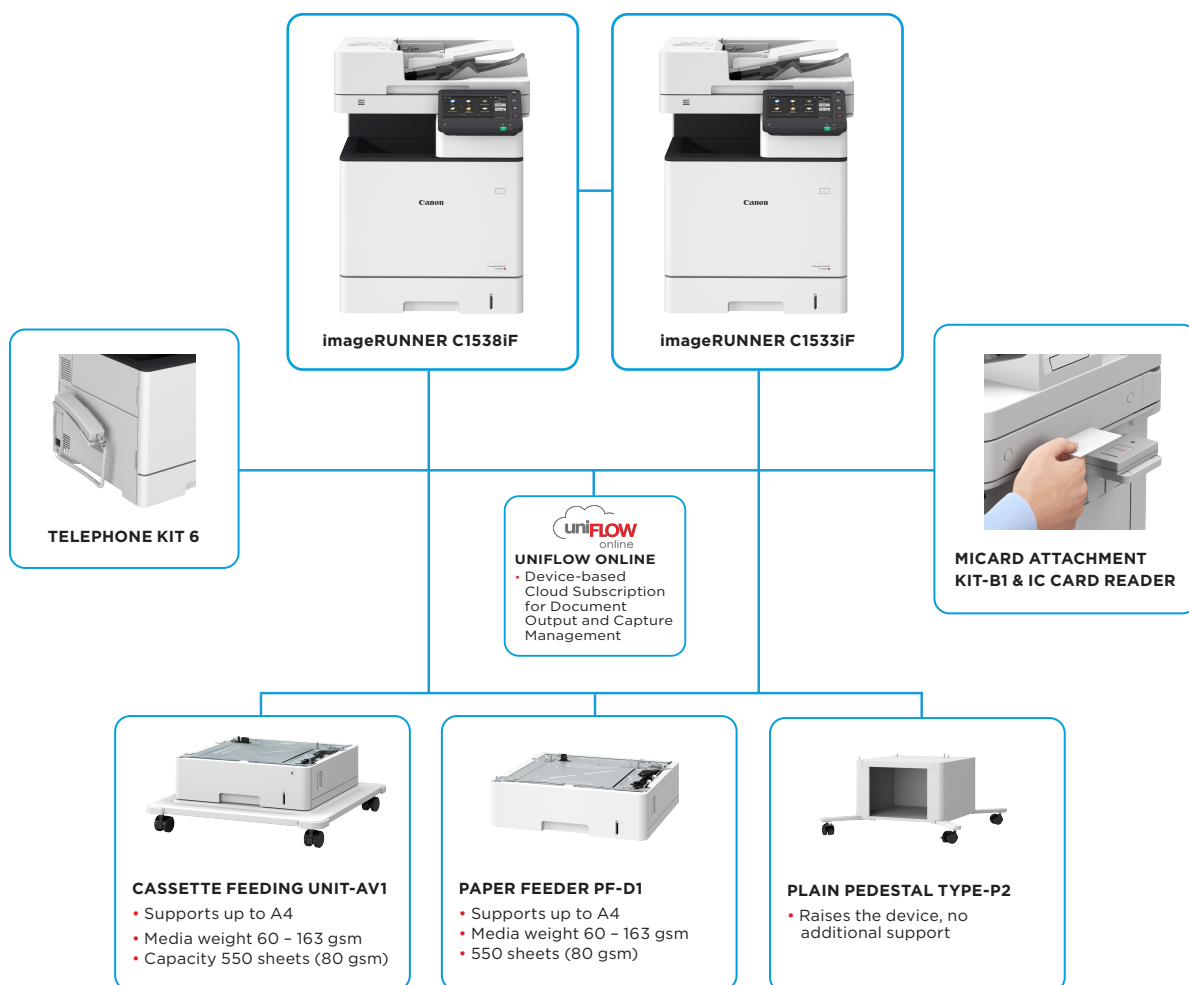 Canon
Canon
imageRUNNER C1538iF
imageRUNNER C1533iF
TELEPHONE KIT 6
uniFLOW
online
UNIFLOW ONLINE
• Device-based
Cloud Subscription
for Document
Output and Capture
Management
MICARD ATTACHMENT
KIT-B1 & IC CARD READER
CASSETTE FEEDING UNIT-AV1
• Supports up to A4
• Media weight 60 – 163 gsm
• Capacity 550 sheets (80 gsm)
PAPER FEEDER PF-D1
• Supports up to A4
• Media weight 60 – 163 gsm
• 550 sheets (80 gsm)
PLAIN PEDESTAL TYPE-P2
• Raises the device, no
additional support